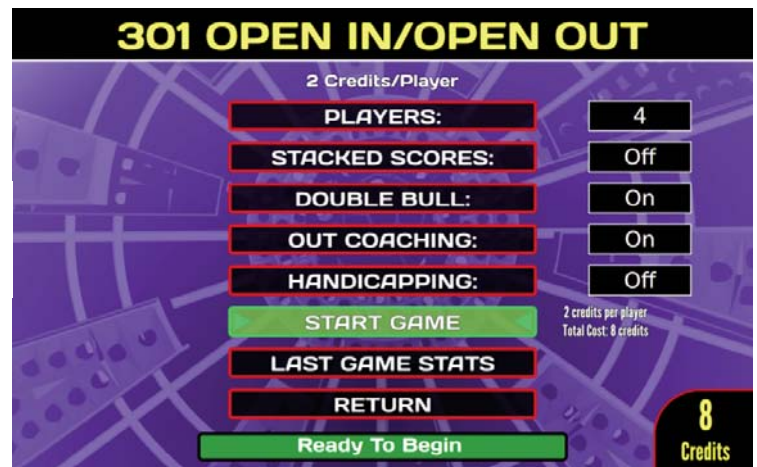 301 OPEN IN/OPEN OUT
2 Credits/Player
PLAYERS: 4
STACKED SCORES: Off
DOUBLE BULL: On
OUT COACHING: On
HANDICAPPING: Off
START GAME
2 credits per player
Total Cost: 8 credits
LAST GAME STATS
RETURN
Ready To Begin
8
Credits